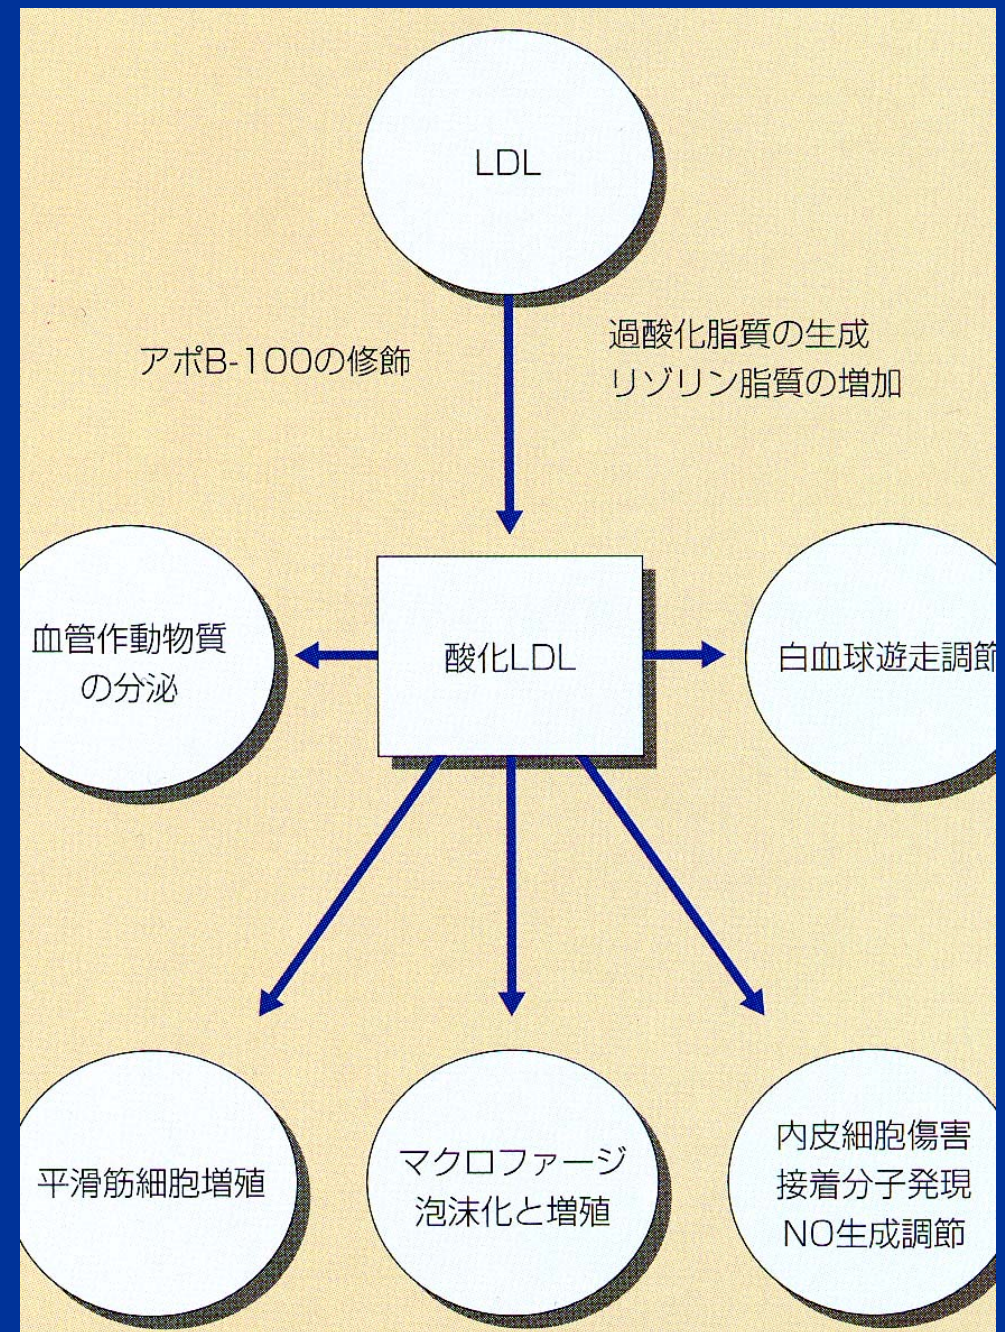 LDL
アポB-100の修飾
過酸化脂質の生成
リゾリン脂質の増加
血管作動物質
の分泌
酸化LDL
白血球遊走調節
平滑筋細胞増殖
マクロファージ
泡沫化と増殖
内皮細胞傷害
接着分子発現
NO生成調節